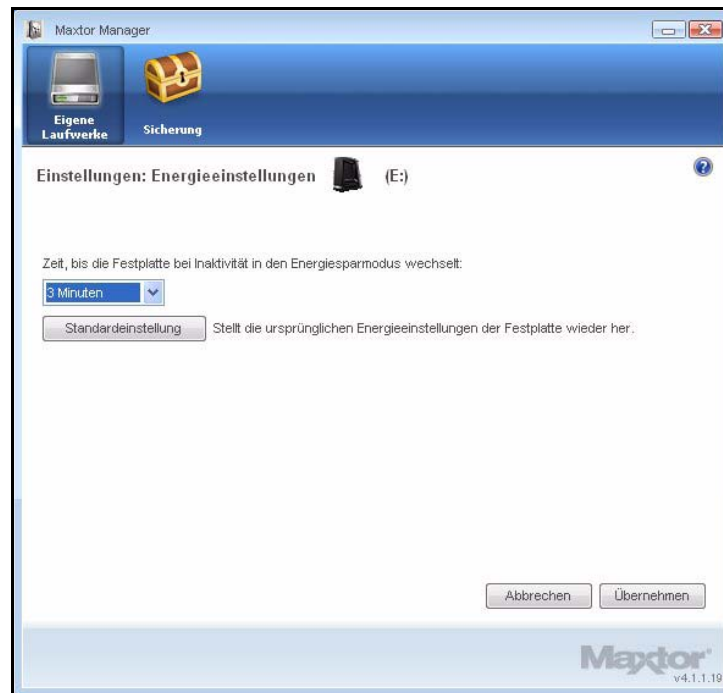 Maxtor Manager
Eigene
Laufwerke
Sicherung
Einstellungen: Energieeinstellungen (E:)
Zeit, bis die Festplatte bei Inaktivität in den Energiesparmodus wechselt:
3 Minuten
Standardeinstellung Stellt die ursprünglichen Energieeinstellungen der Festplatte wieder her.
Abbrechen Übernehmen
Maxtor
v4.1.1.19